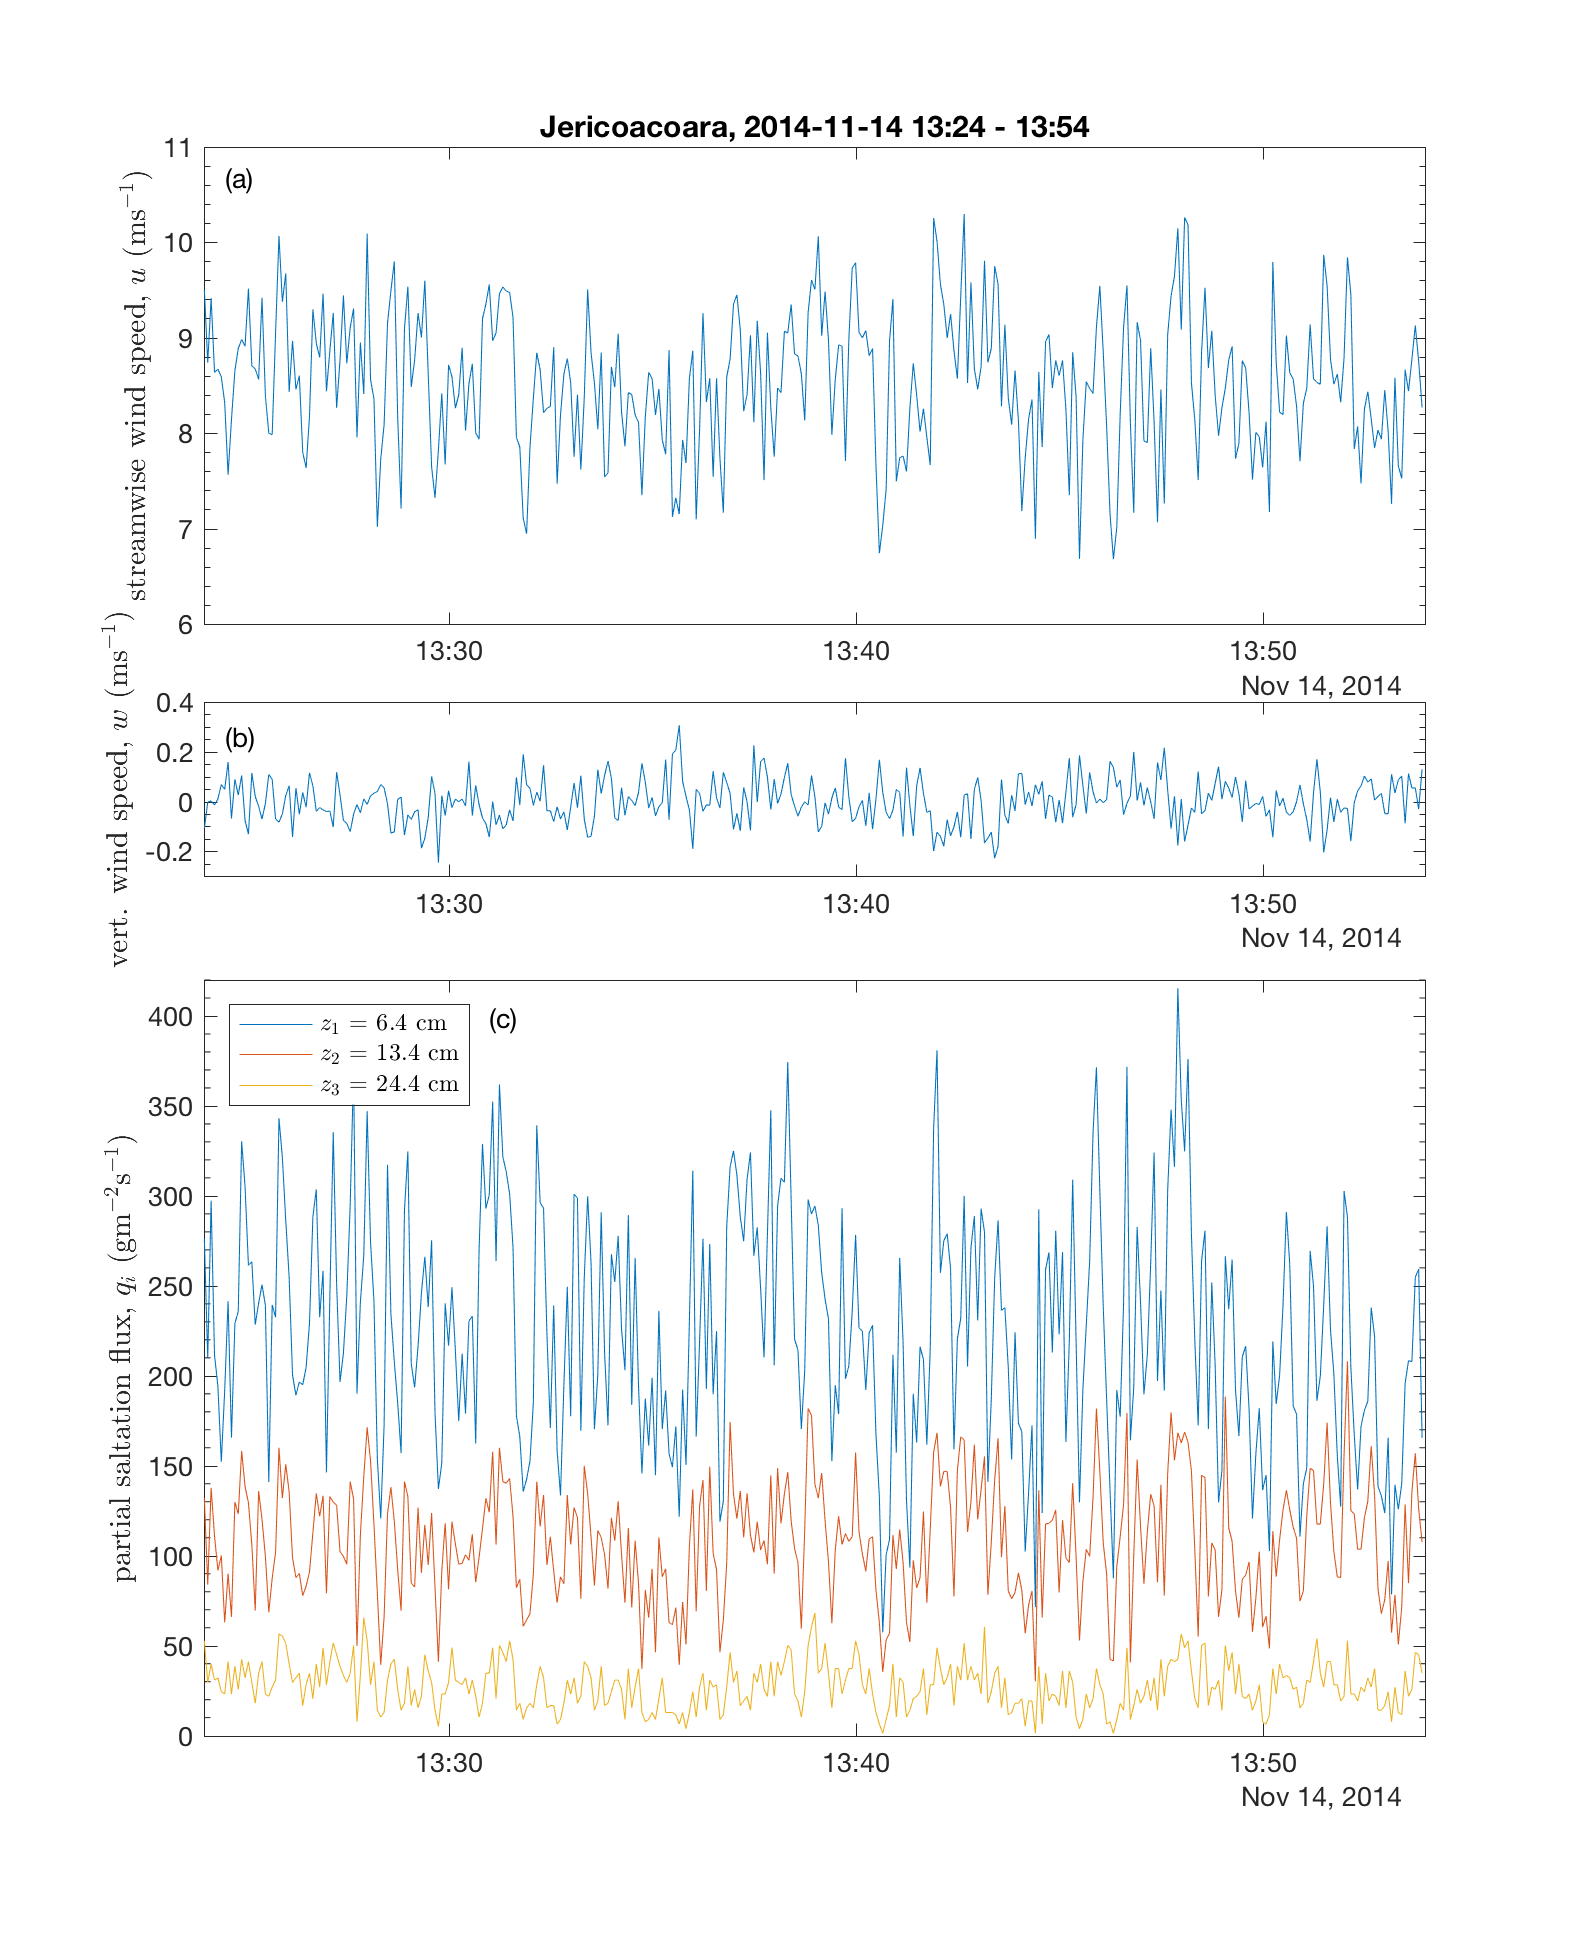 Jericoacoara, 2014-11-14 13:24 - 13:54
(a)
streamwise wind speed, u (ms⁻¹)
11
10
9
8
7
6
13:30 13:40 13:50
Nov 14, 2014
(b)
vert. wind speed, w (ms⁻¹)
0.4
0.2
0
-0.2
13:30 13:40 13:50
Nov 14, 2014
(c)
z₁ = 6.4 cm
z₂ = 13.4 cm
z₃ = 24.4 cm
partial saltation flux, qᵢ (gm⁻²s⁻¹)
400
350
300
250
200
150
100
50
0
13:30 13:40 13:50
Nov 14, 2014